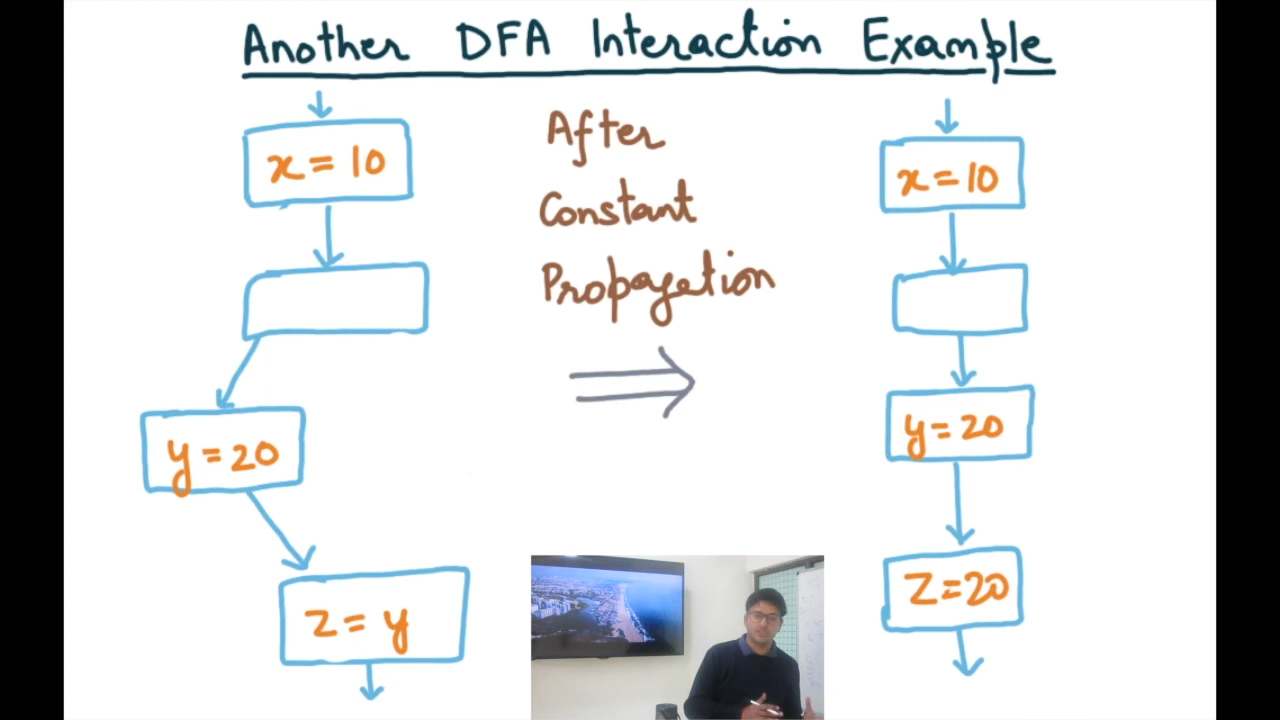 Another DFA Interaction Example
x = 10
y = 20
z = y
After
Constant
Propagation
x = 10
y = 20
Z = 20